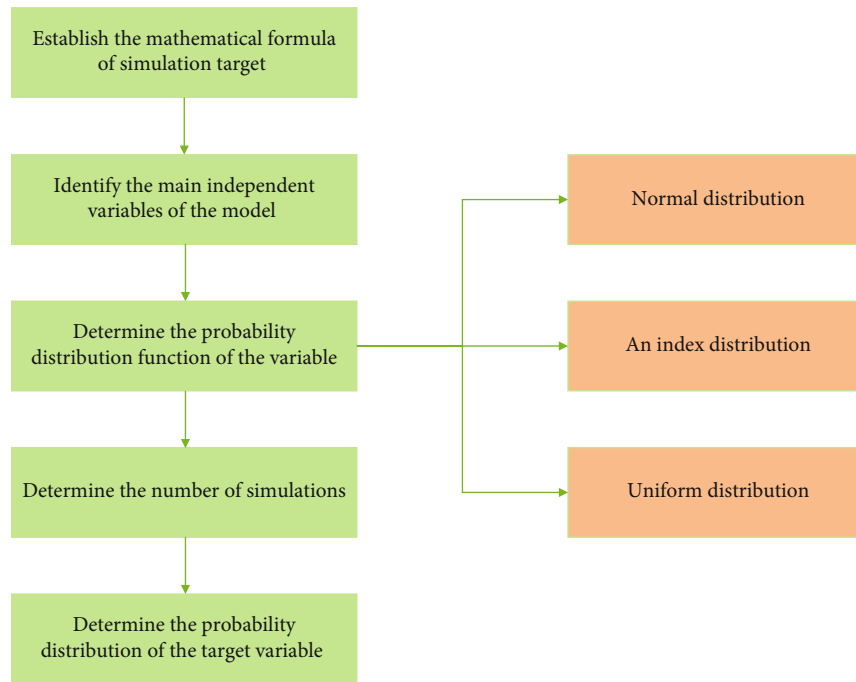 Establish the mathematical formula
of simulation target
Identify the main independent
variables of the model
Normal distribution
Determine the probability
distribution function of the variable
An index distribution
Determine the number of simulations
Uniform distribution
Determine the probability
distribution of the target variable